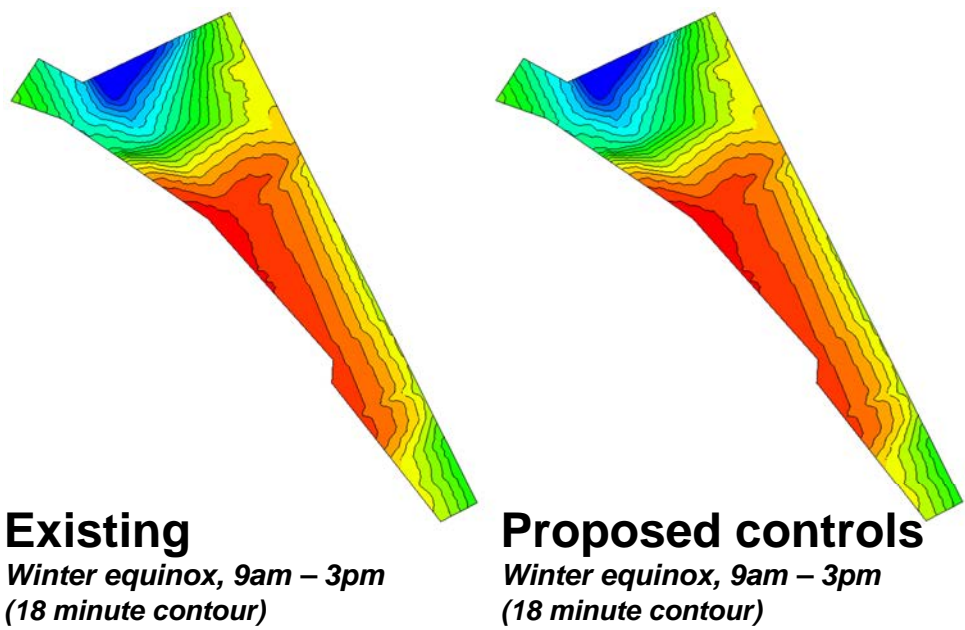 Existing
Winter equinox, 9am – 3pm
(18 minute contour)
Proposed controls
Winter equinox, 9am – 3pm
(18 minute contour)